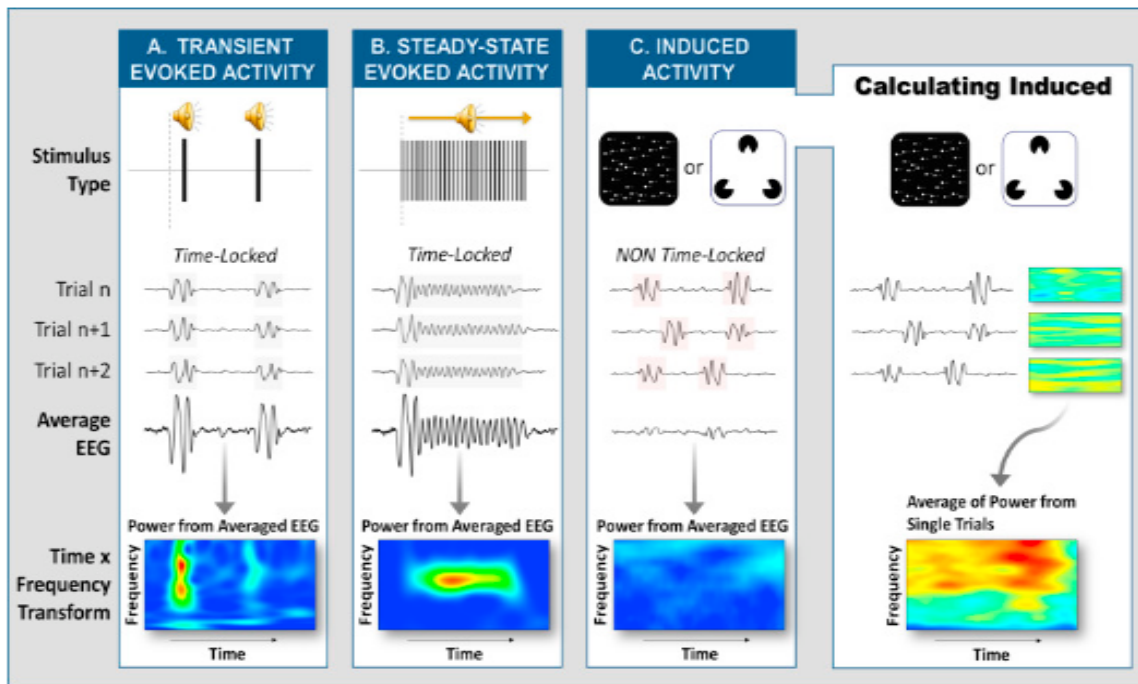 A. TRANSIENT
EVOKED ACTIVITY
B. STEADY-STATE
EVOKED ACTIVITY
C. INDUCED
ACTIVITY
Calculating Induced
Stimulus
Type
or
or
Time-Locked
Time-Locked
NON Time-Locked
Trial n
Trial n+1
Trial n+2
Average
EEG
Power from Averaged EEG
Power from Averaged EEG
Power from Averaged EEG
Average of Power from
Single Trials
Time x
Frequency
Transform
Frequency
Frequency
Frequency
Frequency
Time
Time
Time
Time